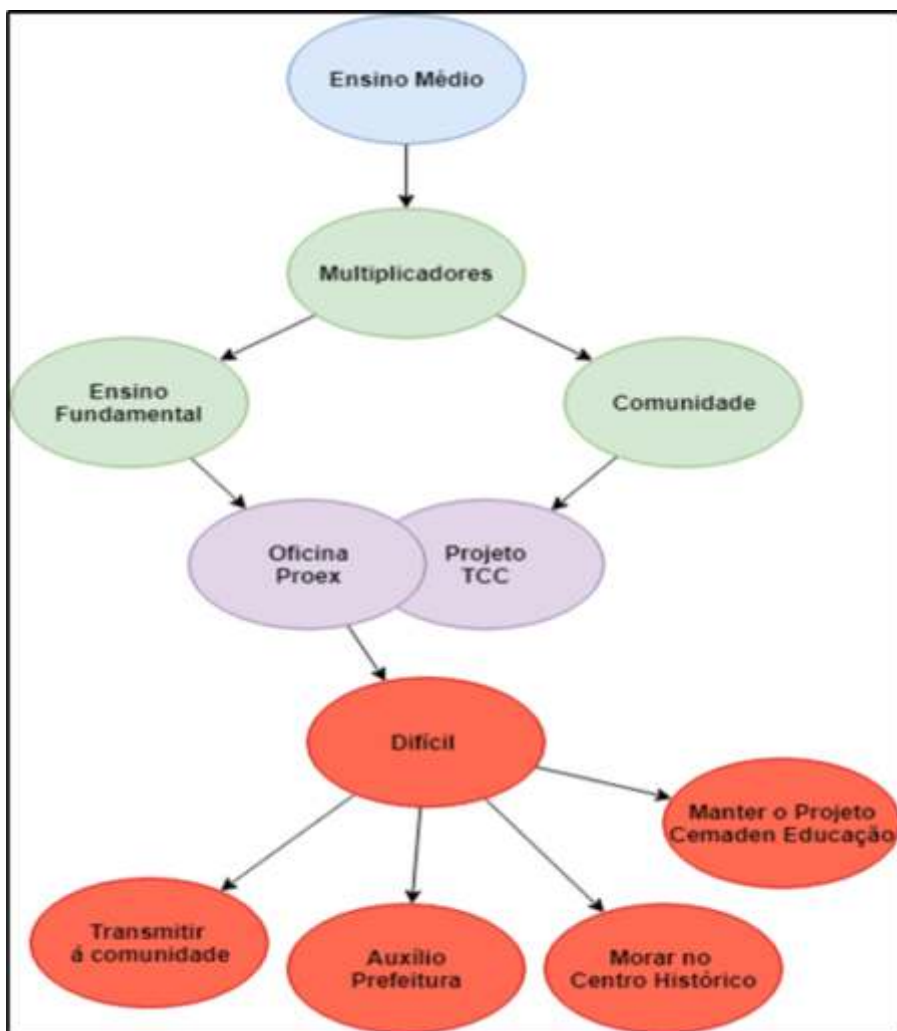 Ensino Médio
Multiplicadores
Ensino
Fundamental
Comunidade
Oficina
Proex
Projeto
TCC
Difícil
Manter o Projeto
Cemaden Educação
Transmitir
á comunidade
Auxílio
Prefeitura
Morar no
Centro Histórico